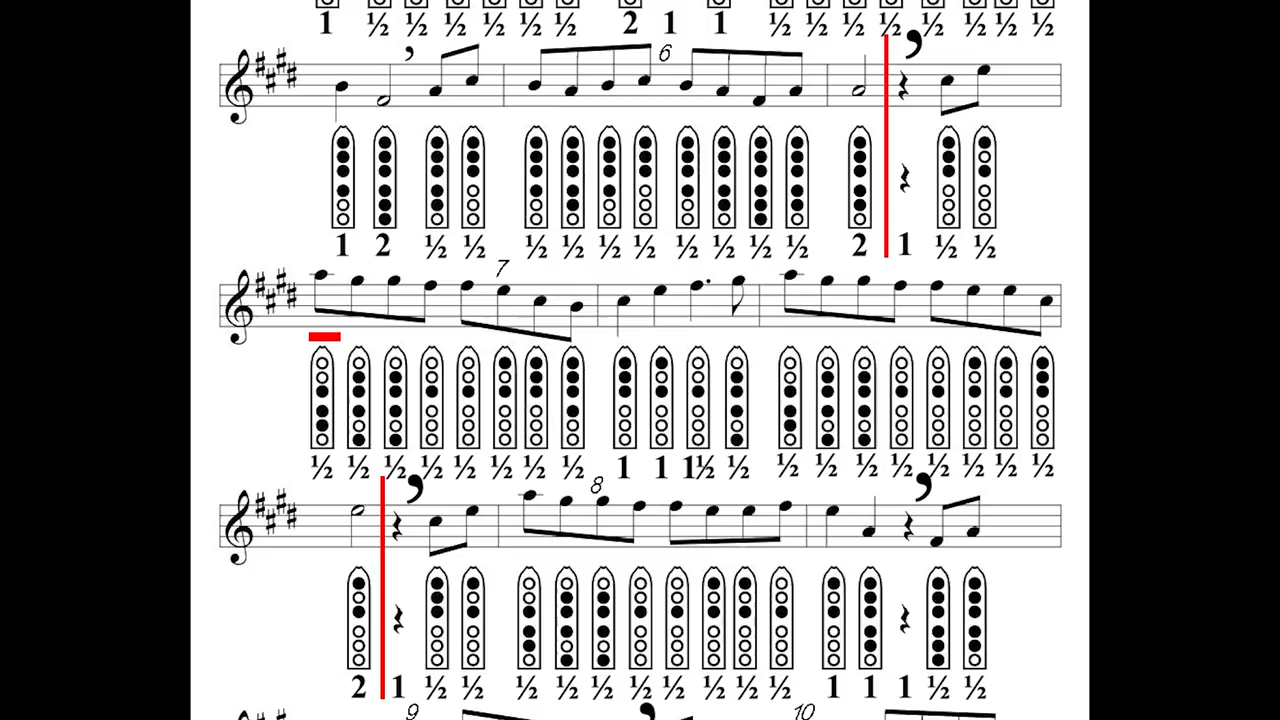 1 ½ ½ ½ ½ ½ ½ 2 1 1 ½ ½ ½ ½ ½ ½ ½ ½
6
1 2 ½ ½ ½ ½ ½ ½ ½ ½ ½ ½ 2 1 ½ ½
7
½ ½ ½ ½ ½ ½ ½ ½ 1 1 1½ ½ ½ ½ ½ ½ ½ ½ ½ ½
8
2 1 ½ ½ ½ ½ ½ ½ ½ ½ ½ ½ 1 1 1 ½ ½
9 10